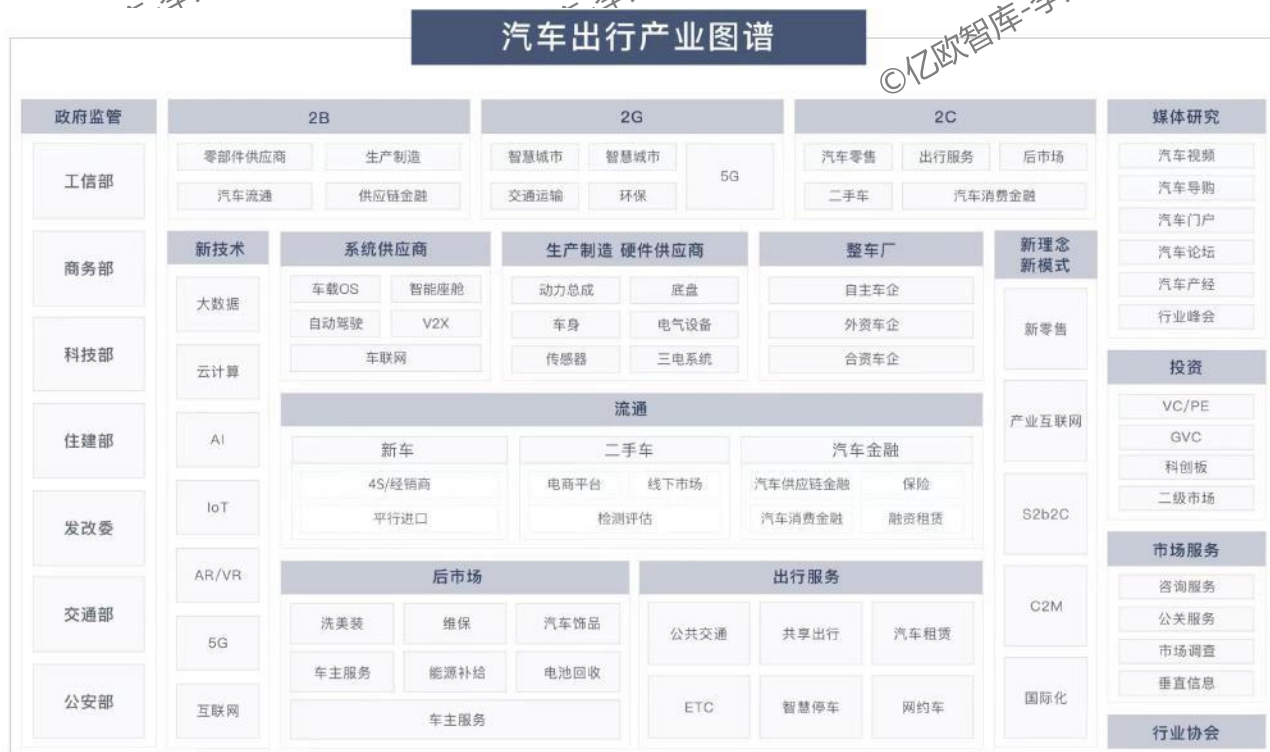 汽车出行产业图谱
©亿欧智库
政府监管
工信部
商务部
科技部
住建部
发改委
交通部
公安部
2B
零部件供应商 生产制造
汽车流通 供应链金融
2G
智慧城市 智慧城市 5G
交通运输 环保
2C
汽车零售 出行服务 后市场
二手车 汽车消费金融
新技术
大数据
云计算
AI
IoT
AR/VR
5G
互联网
系统供应商
车载OS 智能座舱
自动驾驶 V2X
车联网
生产制造 硬件供应商
动力总成 底盘
车身 电气设备
传感器 三电系统
整车厂
自主车企
外资车企
合资车企
流通
新车
4S/经销商
平行进口
二手车
电商平台 线下市场
检测评估
汽车金融
汽车供应链金融 保险
汽车消费金融 融资租赁
后市场
洗美装 维保 汽车饰品
车主服务 能源补给 电池回收
车主服务
出行服务
公共交通 共享出行 汽车租赁
ETC 智慧停车 网约车
新理念
新模式
新零售
产业互联网
S2b2C
C2M
国际化
媒体研究
汽车视频
汽车导购
汽车门户
汽车论坛
汽车产经
行业峰会
投资
VC/PE
GVC
科创板
二级市场
市场服务
咨询服务
公关服务
市场调查
垂直信息
行业协会